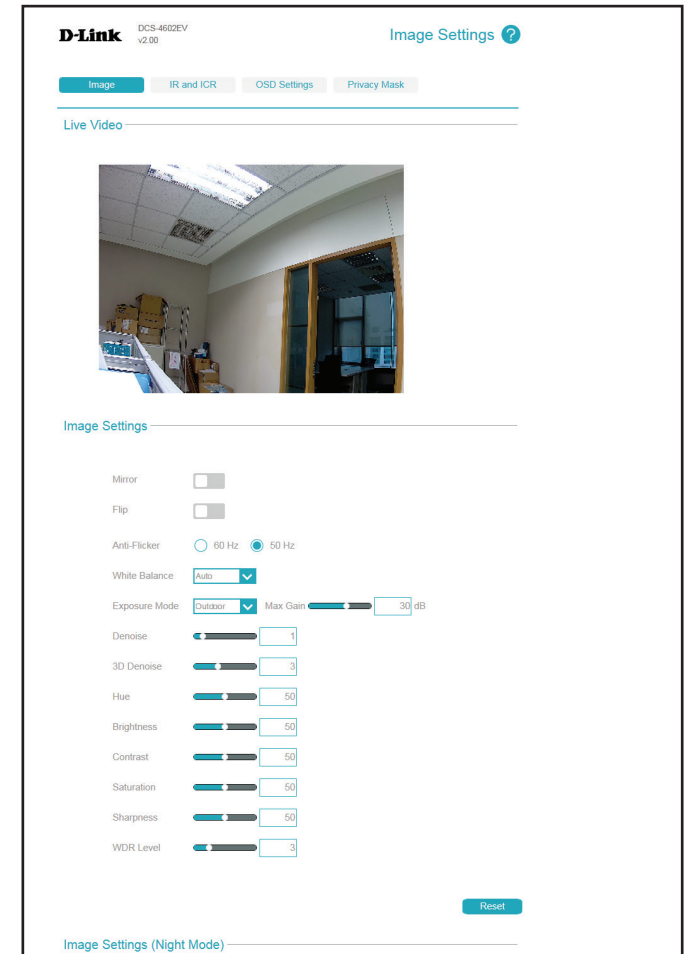 D-Link DCS-4602EV
v2.00
Image Settings ?
Image IR and ICR OSD Settings Privacy Mask
Live Video
Image Settings
Mirror
Flip
Anti-Flicker 60 Hz 50 Hz
White Balance Auto
Exposure Mode Outdoor Max Gain 30 dB
Denoise 1
3D Denoise 3
Hue 50
Brightness 50
Contrast 50
Saturation 50
Sharpness 50
WDR Level 3
Reset
Image Settings (Night Mode)